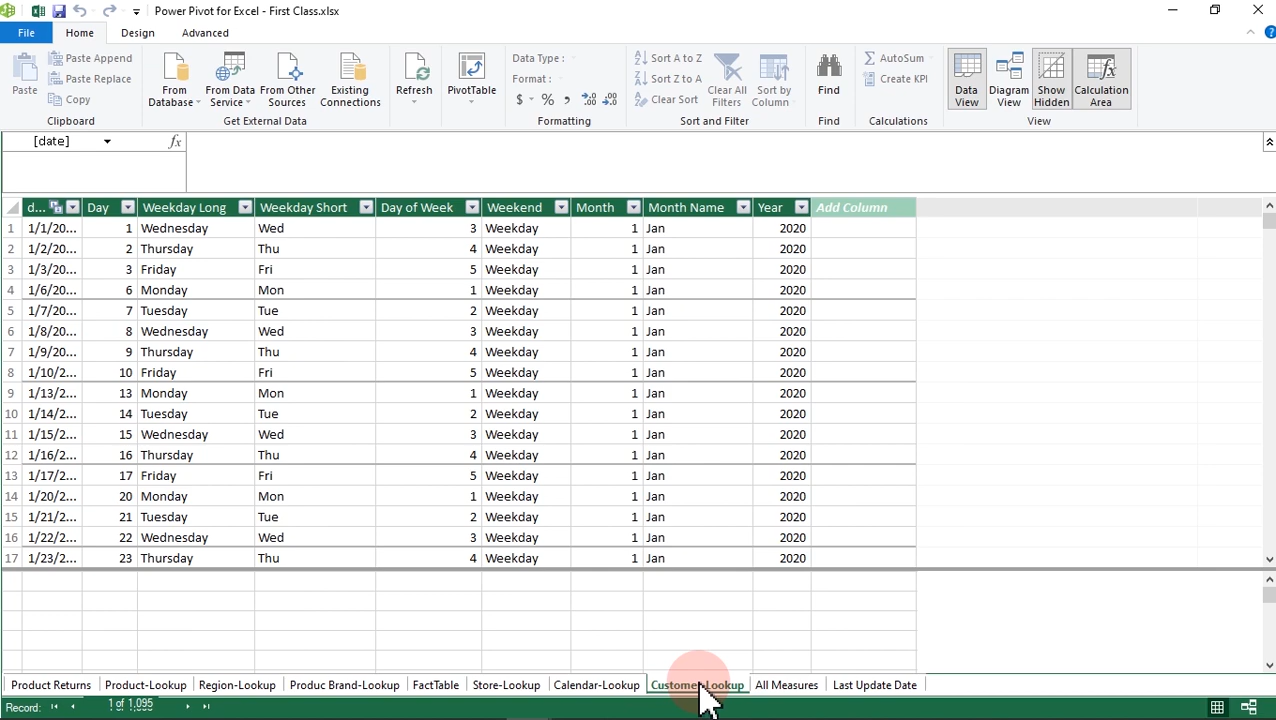 Power Pivot for Excel - First Class.xlsx
File Home Design Advanced
Paste Paste Append
Paste Replace
Copy
Clipboard
From Database
From Data Service
From Other Sources
Existing Connections
Get External Data
Refresh
PivotTable
Data Type :
Format :
$ % ,
Formatting
Sort A to Z
Sort Z to A
Clear Sort
Clear All Filters
Sort by Column
Sort and Filter
Find
Find
AutoSum
Create KPI
Calculations
Data View
Diagram View
Show Hidden
Calculation Area
View
[date] fx
d... Day Weekday Long Weekday Short Day of Week Weekend Month Month Name Year Add Column
1 1/1/20... 1 Wednesday Wed 3 Weekday 1 Jan 2020
2 1/2/20... 2 Thursday Thu 4 Weekday 1 Jan 2020
3 1/3/20... 3 Friday Fri 5 Weekday 1 Jan 2020
4 1/6/20... 6 Monday Mon 1 Weekday 1 Jan 2020
5 1/7/20... 7 Tuesday Tue 2 Weekday 1 Jan 2020
6 1/8/20... 8 Wednesday Wed 3 Weekday 1 Jan 2020
7 1/9/20... 9 Thursday Thu 4 Weekday 1 Jan 2020
8 1/10/2... 10 Friday Fri 5 Weekday 1 Jan 2020
9 1/13/2... 13 Monday Mon 1 Weekday 1 Jan 2020
10 1/14/2... 14 Tuesday Tue 2 Weekday 1 Jan 2020
11 1/15/2... 15 Wednesday Wed 3 Weekday 1 Jan 2020
12 1/16/2... 16 Thursday Thu 4 Weekday 1 Jan 2020
13 1/17/2... 17 Friday Fri 5 Weekday 1 Jan 2020
14 1/20/2... 20 Monday Mon 1 Weekday 1 Jan 2020
15 1/21/2... 21 Tuesday Tue 2 Weekday 1 Jan 2020
16 1/22/2... 22 Wednesday Wed 3 Weekday 1 Jan 2020
17 1/23/2... 23 Thursday Thu 4 Weekday 1 Jan 2020
Product Returns Product-Lookup Region-Lookup Produc Brand-Lookup FactTable Store-Lookup Calendar-Lookup Customer-Lookup All Measures Last Update Date
Record: 1 of 1,095